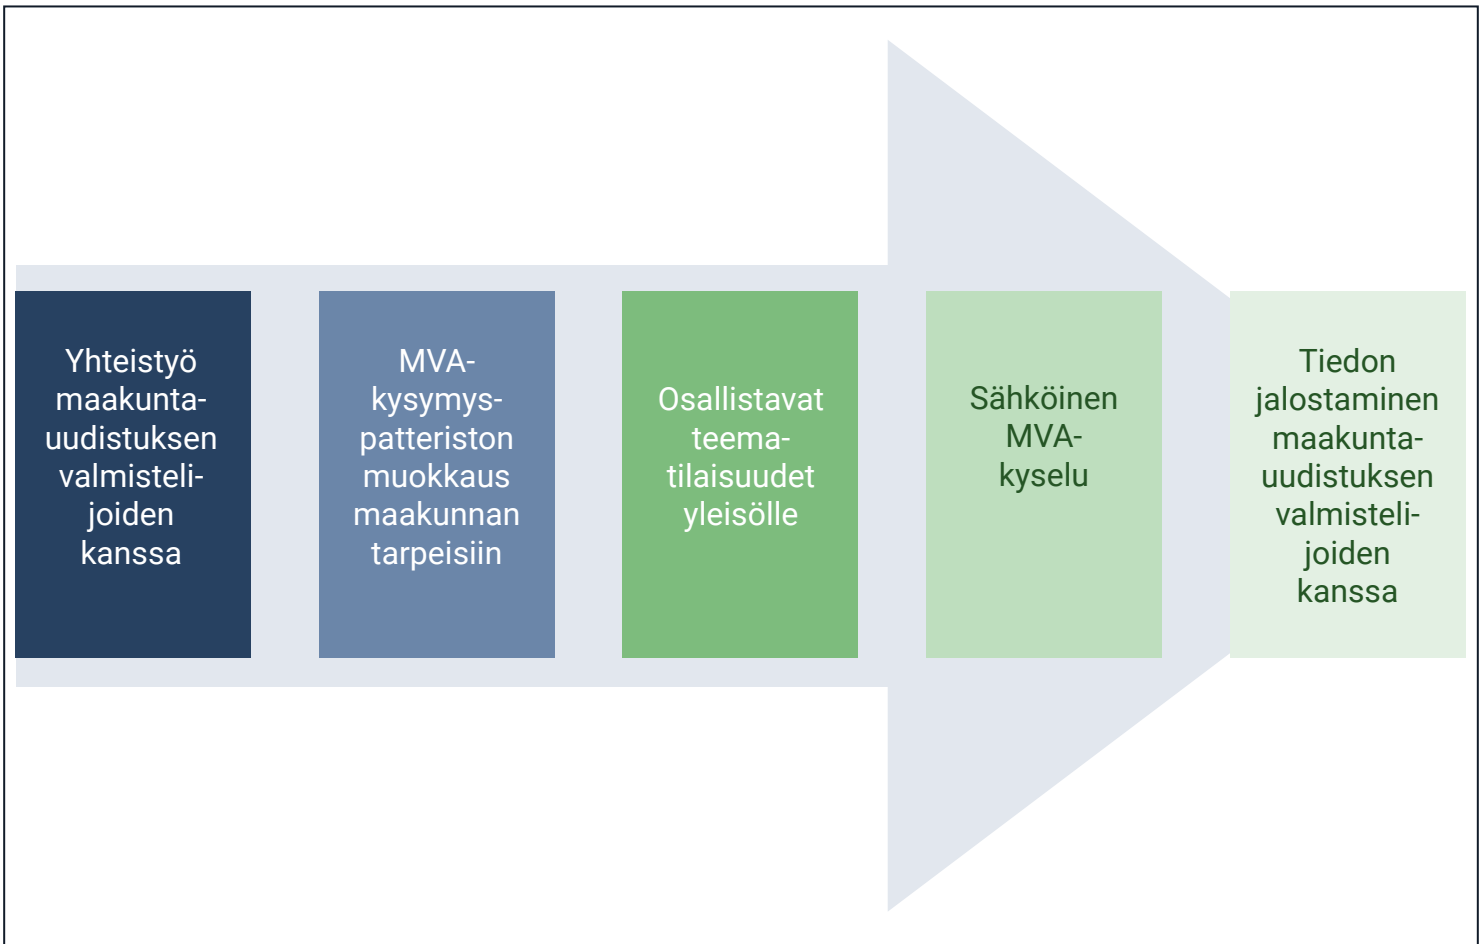 Yhteistyö
maakunta-
uudistuksen
valmisteli-
joiden
kanssa
MVA-
kysymys-
patteriston
muokkaus
maakunnan
tarpeisiin
Osallistavat
teema-
tilaisuudet
yleisölle
Sähköinen
MVA-
kyselu
Tiedon
jalostaminen
maakunta-
uudistuksen
valmisteli-
joiden
kanssa